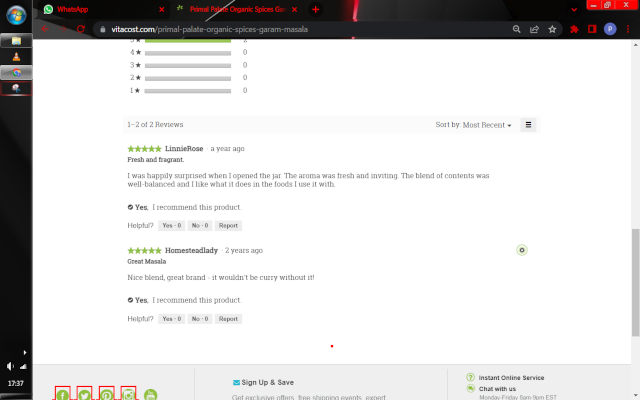 WhatsApp
Primal Palate Organic Spices Gar
vitacost.com/primal-palate-organic-spices-garam-masala
5 ★ 2
4 ★ 0
3 ★ 0
2 ★ 0
1 ★ 0
1–2 of 2 Reviews
Sort by: Most Recent
★★★★★ LinnieRose · a year ago
Fresh and fragrant.
I was happily surprised when I opened the jar. The aroma was fresh and inviting. The blend of contents was
well-balanced and I like what it does in the foods I use it with.
Yes, I recommend this product.
Helpful? Yes · 0 No · 0 Report
★★★★★ Homesteadlady · 2 years ago
Great Masala
Nice blend, great brand - it wouldn't be curry without it!
Yes, I recommend this product.
Helpful? Yes · 0 No · 0 Report
Sign Up & Save
Get exclusive offers, free shipping events, expert
Instant Online Service
Chat with us
Monday-Friday 8am-9pm EST
17:37